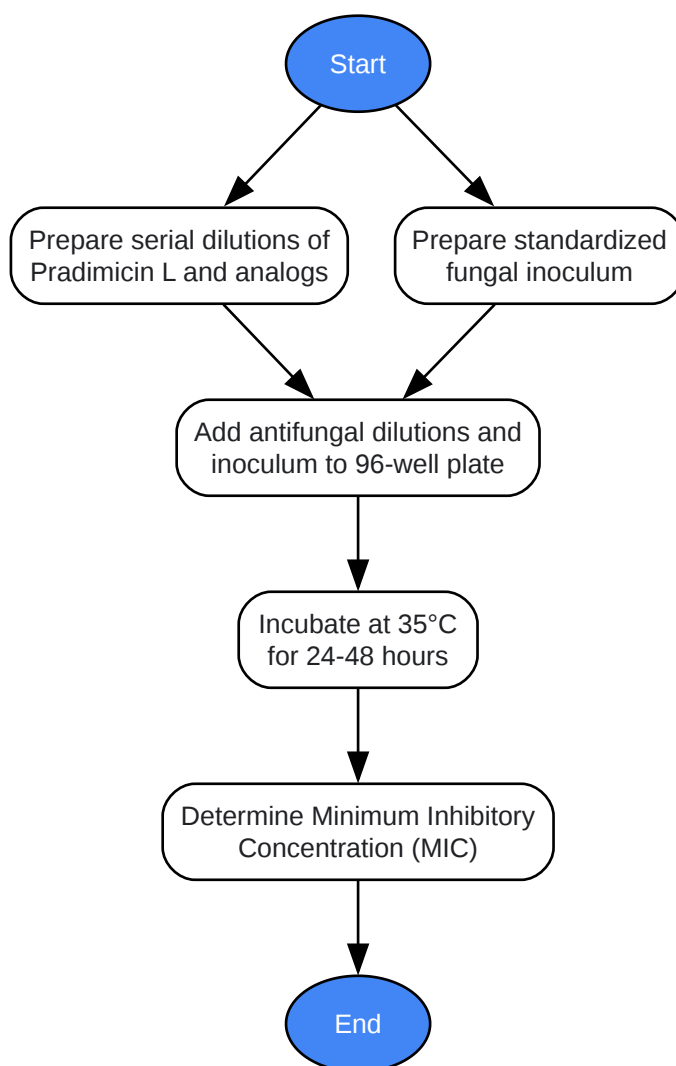 Start
Prepare serial dilutions of
Pradimicin L and analogs
Prepare standardized
fungal inoculum
Add antifungal dilutions and
inoculum to 96-well plate
Incubate at 35°C
for 24-48 hours
Determine Minimum Inhibitory
Concentration (MIC)
End